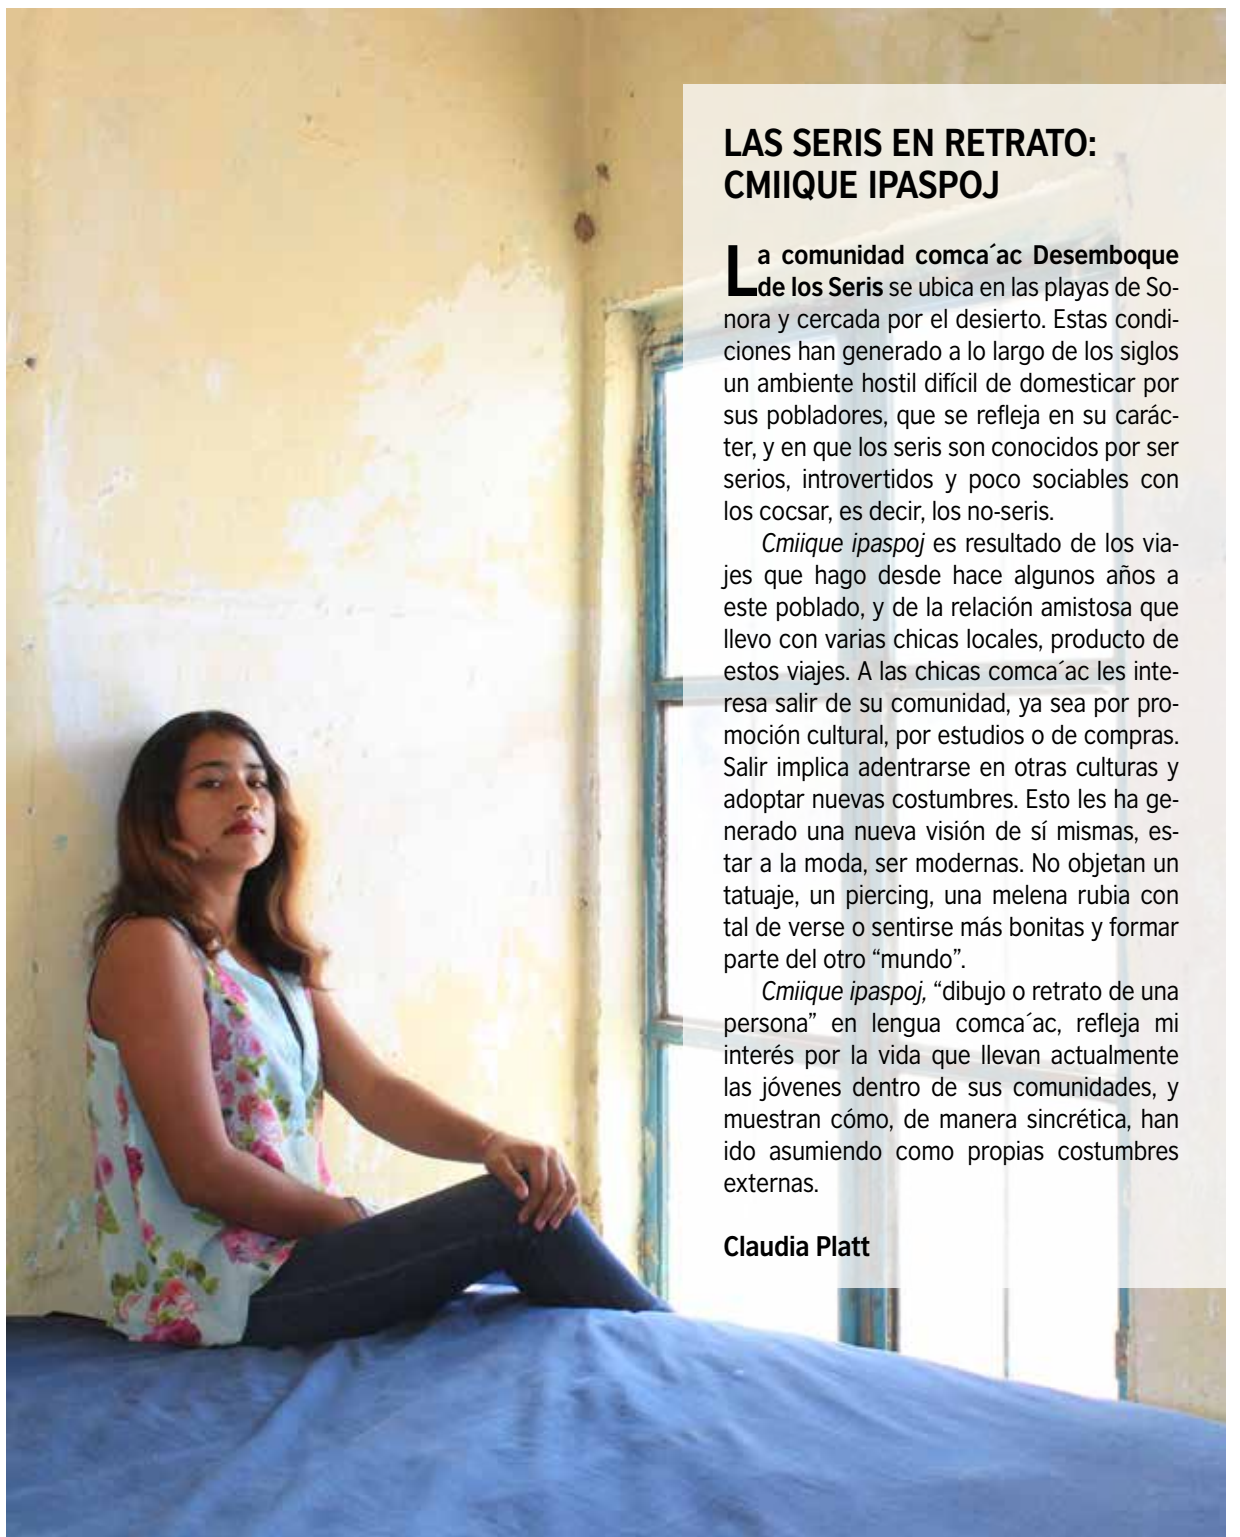 LAS SERIS EN RETRATO:
CMIIQUE IPASPOJ
La comunidad comca´ac Desemboque
de los Seris se ubica en las playas de So-
nora y cercada por el desierto. Estas condi-
ciones han generado a lo largo de los siglos
un ambiente hostil difícil de domesticar por
sus pobladores, que se refleja en su carác-
ter, y en que los seris son conocidos por ser
serios, introvertidos y poco sociables con
los cocsar, es decir, los no-seris.
Cmiique ipaspoj es resultado de los via-
jes que hago desde hace algunos años a
este poblado, y de la relación amistosa que
llevo con varias chicas locales, producto de
estos viajes. A las chicas comca´ac les inte-
resa salir de su comunidad, ya sea por pro-
moción cultural, por estudios o de compras.
Salir implica adentrarse en otras culturas y
adoptar nuevas costumbres. Esto les ha ge-
nerado una nueva visión de sí mismas, es-
tar a la moda, ser modernas. No objetan un
tatuaje, un piercing, una melena rubia con
tal de verse o sentirse más bonitas y formar
parte del otro “mundo”.
Cmiique ipaspoj, “dibujo o retrato de una
persona” en lengua comca´ac, refleja mi
interés por la vida que llevan actualmente
las jóvenes dentro de sus comunidades, y
muestran cómo, de manera sincrética, han
ido asumiendo como propias costumbres
externas.
Claudia Platt